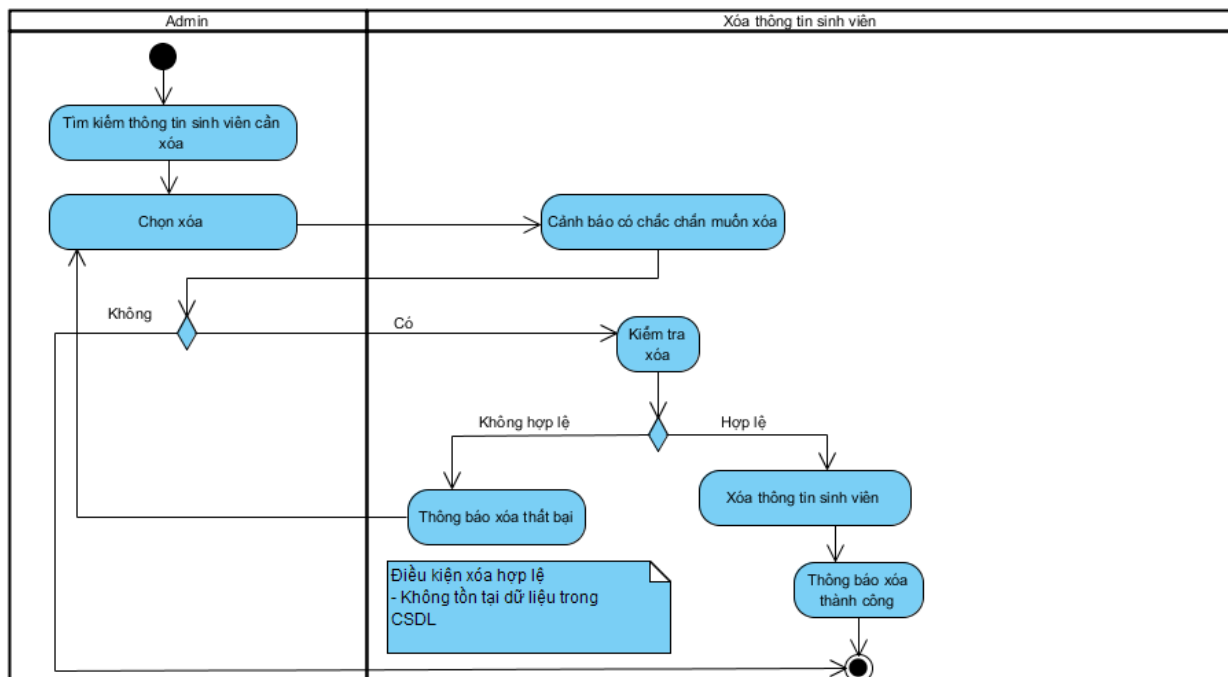 Admin
Xóa thông tin sinh viên
Tìm kiếm thông tin sinh viên cần
xóa
Chọn xóa
Cảnh báo có chắc chắn muốn xóa
Không
Có
Kiểm tra
xóa
Không hợp lệ
Hợp lệ
Thông báo xóa thất bại
Xóa thông tin sinh viên
Điều kiện xóa hợp lệ
- Không tồn tại dữ liệu trong
CSDL
Thông báo xóa
thành công